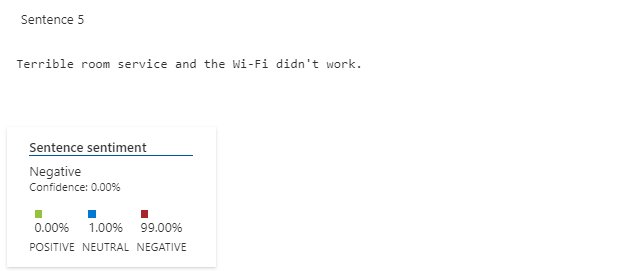 Sentence 5
Terrible room service and the Wi-Fi didn't work.
Sentence sentiment
Negative
Confidence: 0.00%
0.00% 1.00% 99.00%
POSITIVE NEUTRAL NEGATIVE